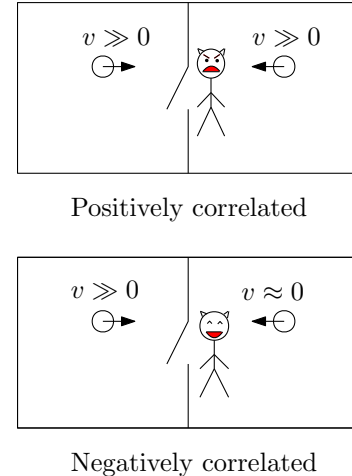 v ≫ 0 v ≫ 0
Positively correlated
v ≫ 0 v ≈ 0
Negatively correlated